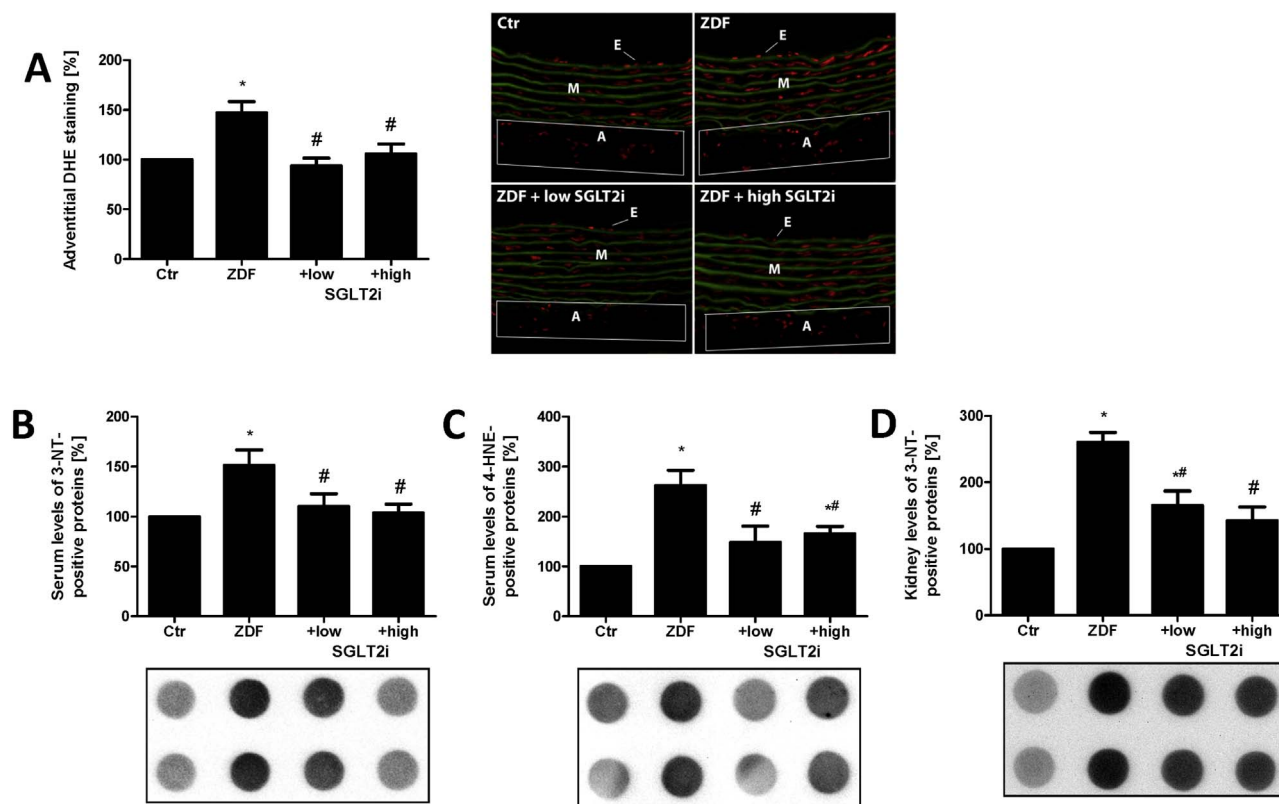 A
Adventitial DHE staining [%]
200
150
100
50
0
Ctr
ZDF
+low
+high
SGLT2i
*
#
#
Ctr
E
M
A
ZDF
E
M
A
ZDF + low SGLT2i
E
M
A
ZDF + high SGLT2i
E
M
A
B
Serum levels of 3-NT-
positive proteins [%]
200
150
100
50
0
*
#
#
Ctr
ZDF
+low
+high
SGLT2i
C
Serum levels of 4-HNE-
positive proteins [%]
400
300
200
100
0
*
#
*#
Ctr
ZDF
+low
+high
SGLT2i
D
Kidney levels of 3-NT-
positive proteins [%]
300
200
150
100
0
*
*#
#
Ctr
ZDF
+low
+high
SGLT2i